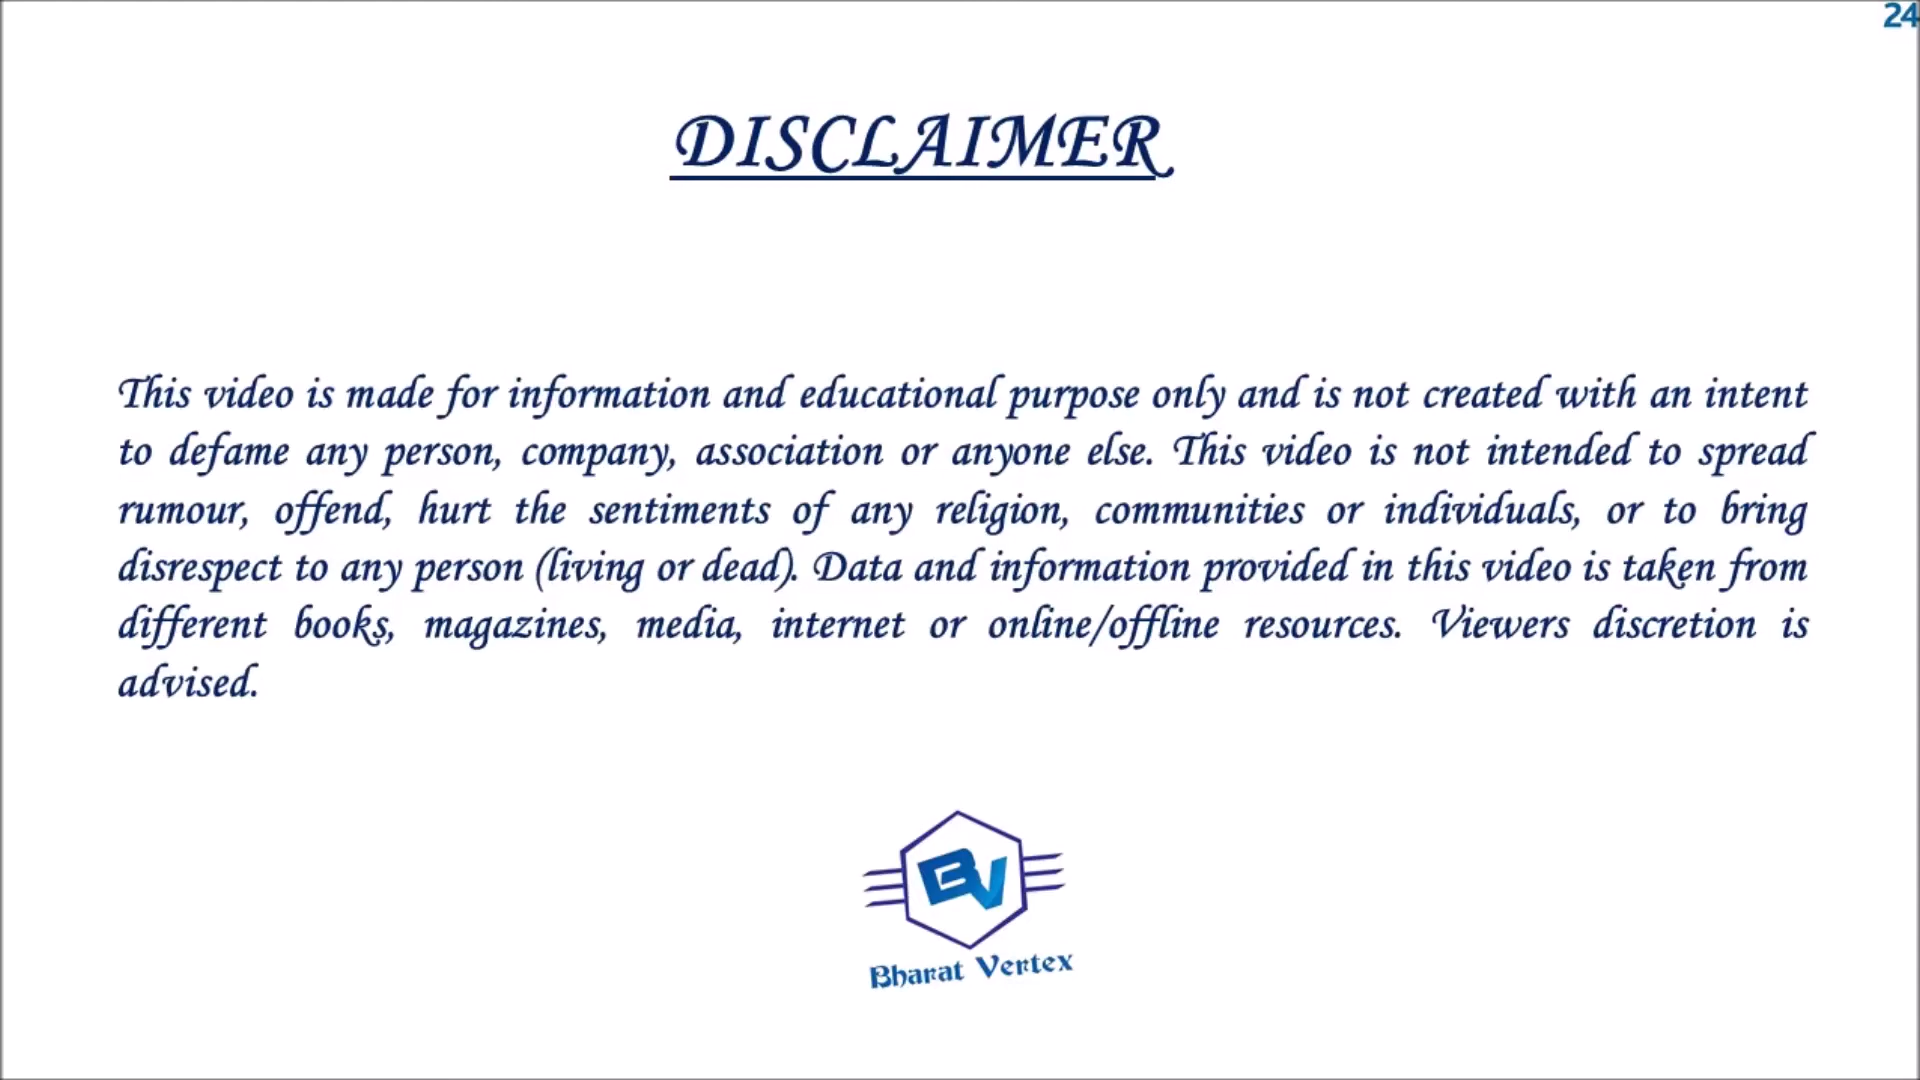 24
DISCLAIMER
This video is made for information and educational purpose only and is not created with an intent
to defame any person, company, association or anyone else. This video is not intended to spread
rumour, offend, hurt the sentiments of any religion, communities or individuals, or to bring
disrespect to any person (living or dead). Data and information provided in this video is taken from
different books, magazines, media, internet or online/offline resources. Viewers discretion is
advised.
BV
Bharat Vertex